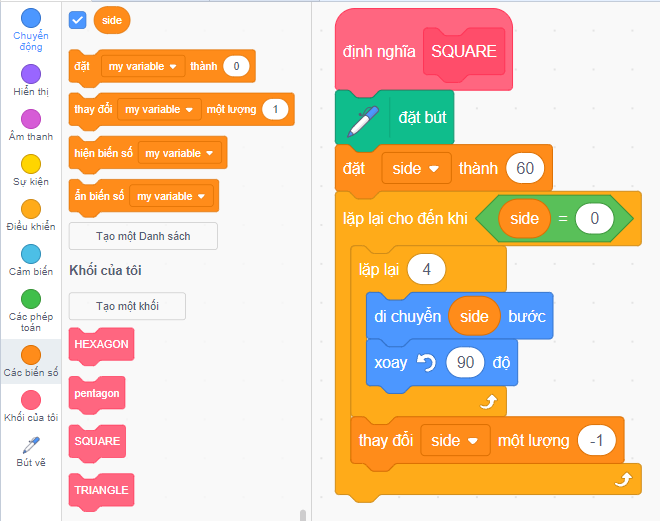 Chuyển
động
Hiển thị
Âm thanh
Sự kiện
Điều khiển
Cảm biến
Các phép
toán
Các biến số
Khối của tôi
Bút vẽ
side
đặt my variable thành 0
thay đổi my variable một lượng 1
hiện biến số my variable
ẩn biến số my variable
Tạo một Danh sách
Khối của tôi
Tạo một khối
HEXAGON
pentagon
SQUARE
TRIANGLE
định nghĩa SQUARE
đặt bút
đặt side thành 60
lặp lại cho đến khi side = 0
lặp lại 4
di chuyển side bước
xoay 90 độ
thay đổi side một lượng -1